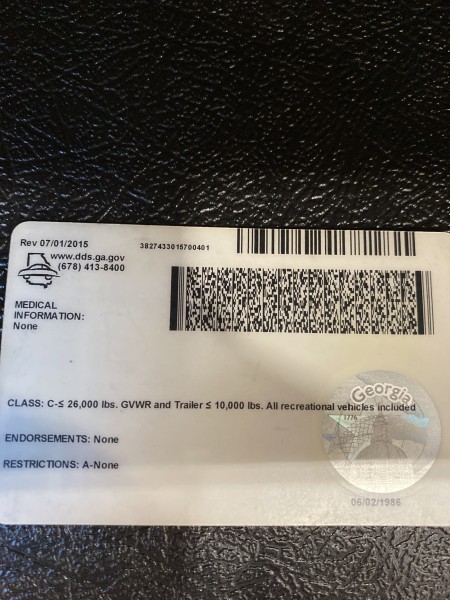 Rev 07/01/2015
3827433015700401
www.dds.ga.gov
(678) 413-8400
MEDICAL
INFORMATION:
None
Georgia
CLASS: C-≤ 26,000 lbs. GVWR and Trailer ≤ 10,000 lbs. All recreational vehicles included
1776
ENDORSEMENTS: None
RESTRICTIONS: A-None
06/02/1986